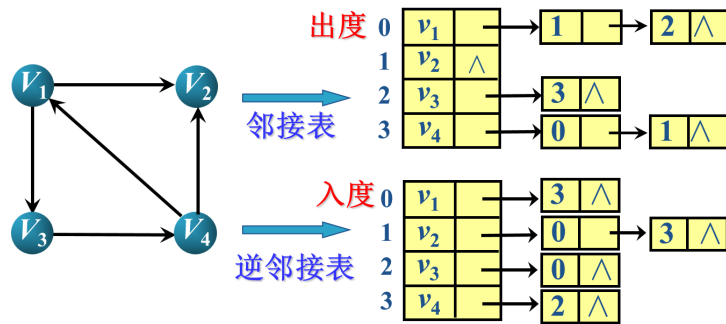 V1
V2
V3
V4
邻接表
逆邻接表
出度
0 v1 1 2 ∧
1 v2 ∧
2 v3 3 ∧
3 v4 0 1 ∧
入度
0 v1 3 ∧
1 v2 0 3 ∧
2 v3 0 ∧
3 v4 2 ∧